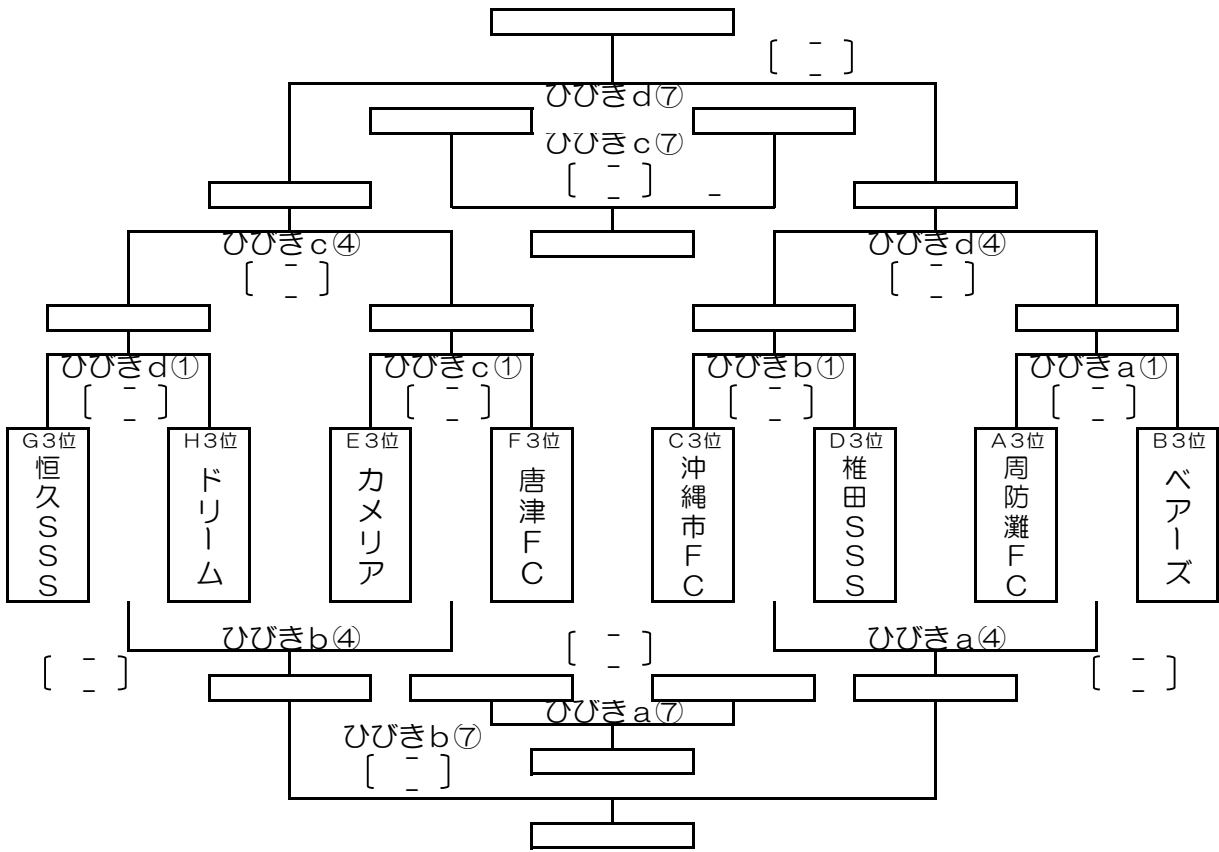 ひびきd⑦
ひびきc⑦
ひびきc④
ひびきd④
ひびきd①
ひびきc①
ひびきb①
ひびきa①
G3位
恒久SSS
H3位
ドリーム
E3位
カメリア
F3位
唐津FC
C3位
沖縄市FC
D3位
椎田SSS
A3位
周防灘FC
B3位
ベアーズ
ひびきb④
ひびきa④
ひびきa⑦
ひびきb⑦